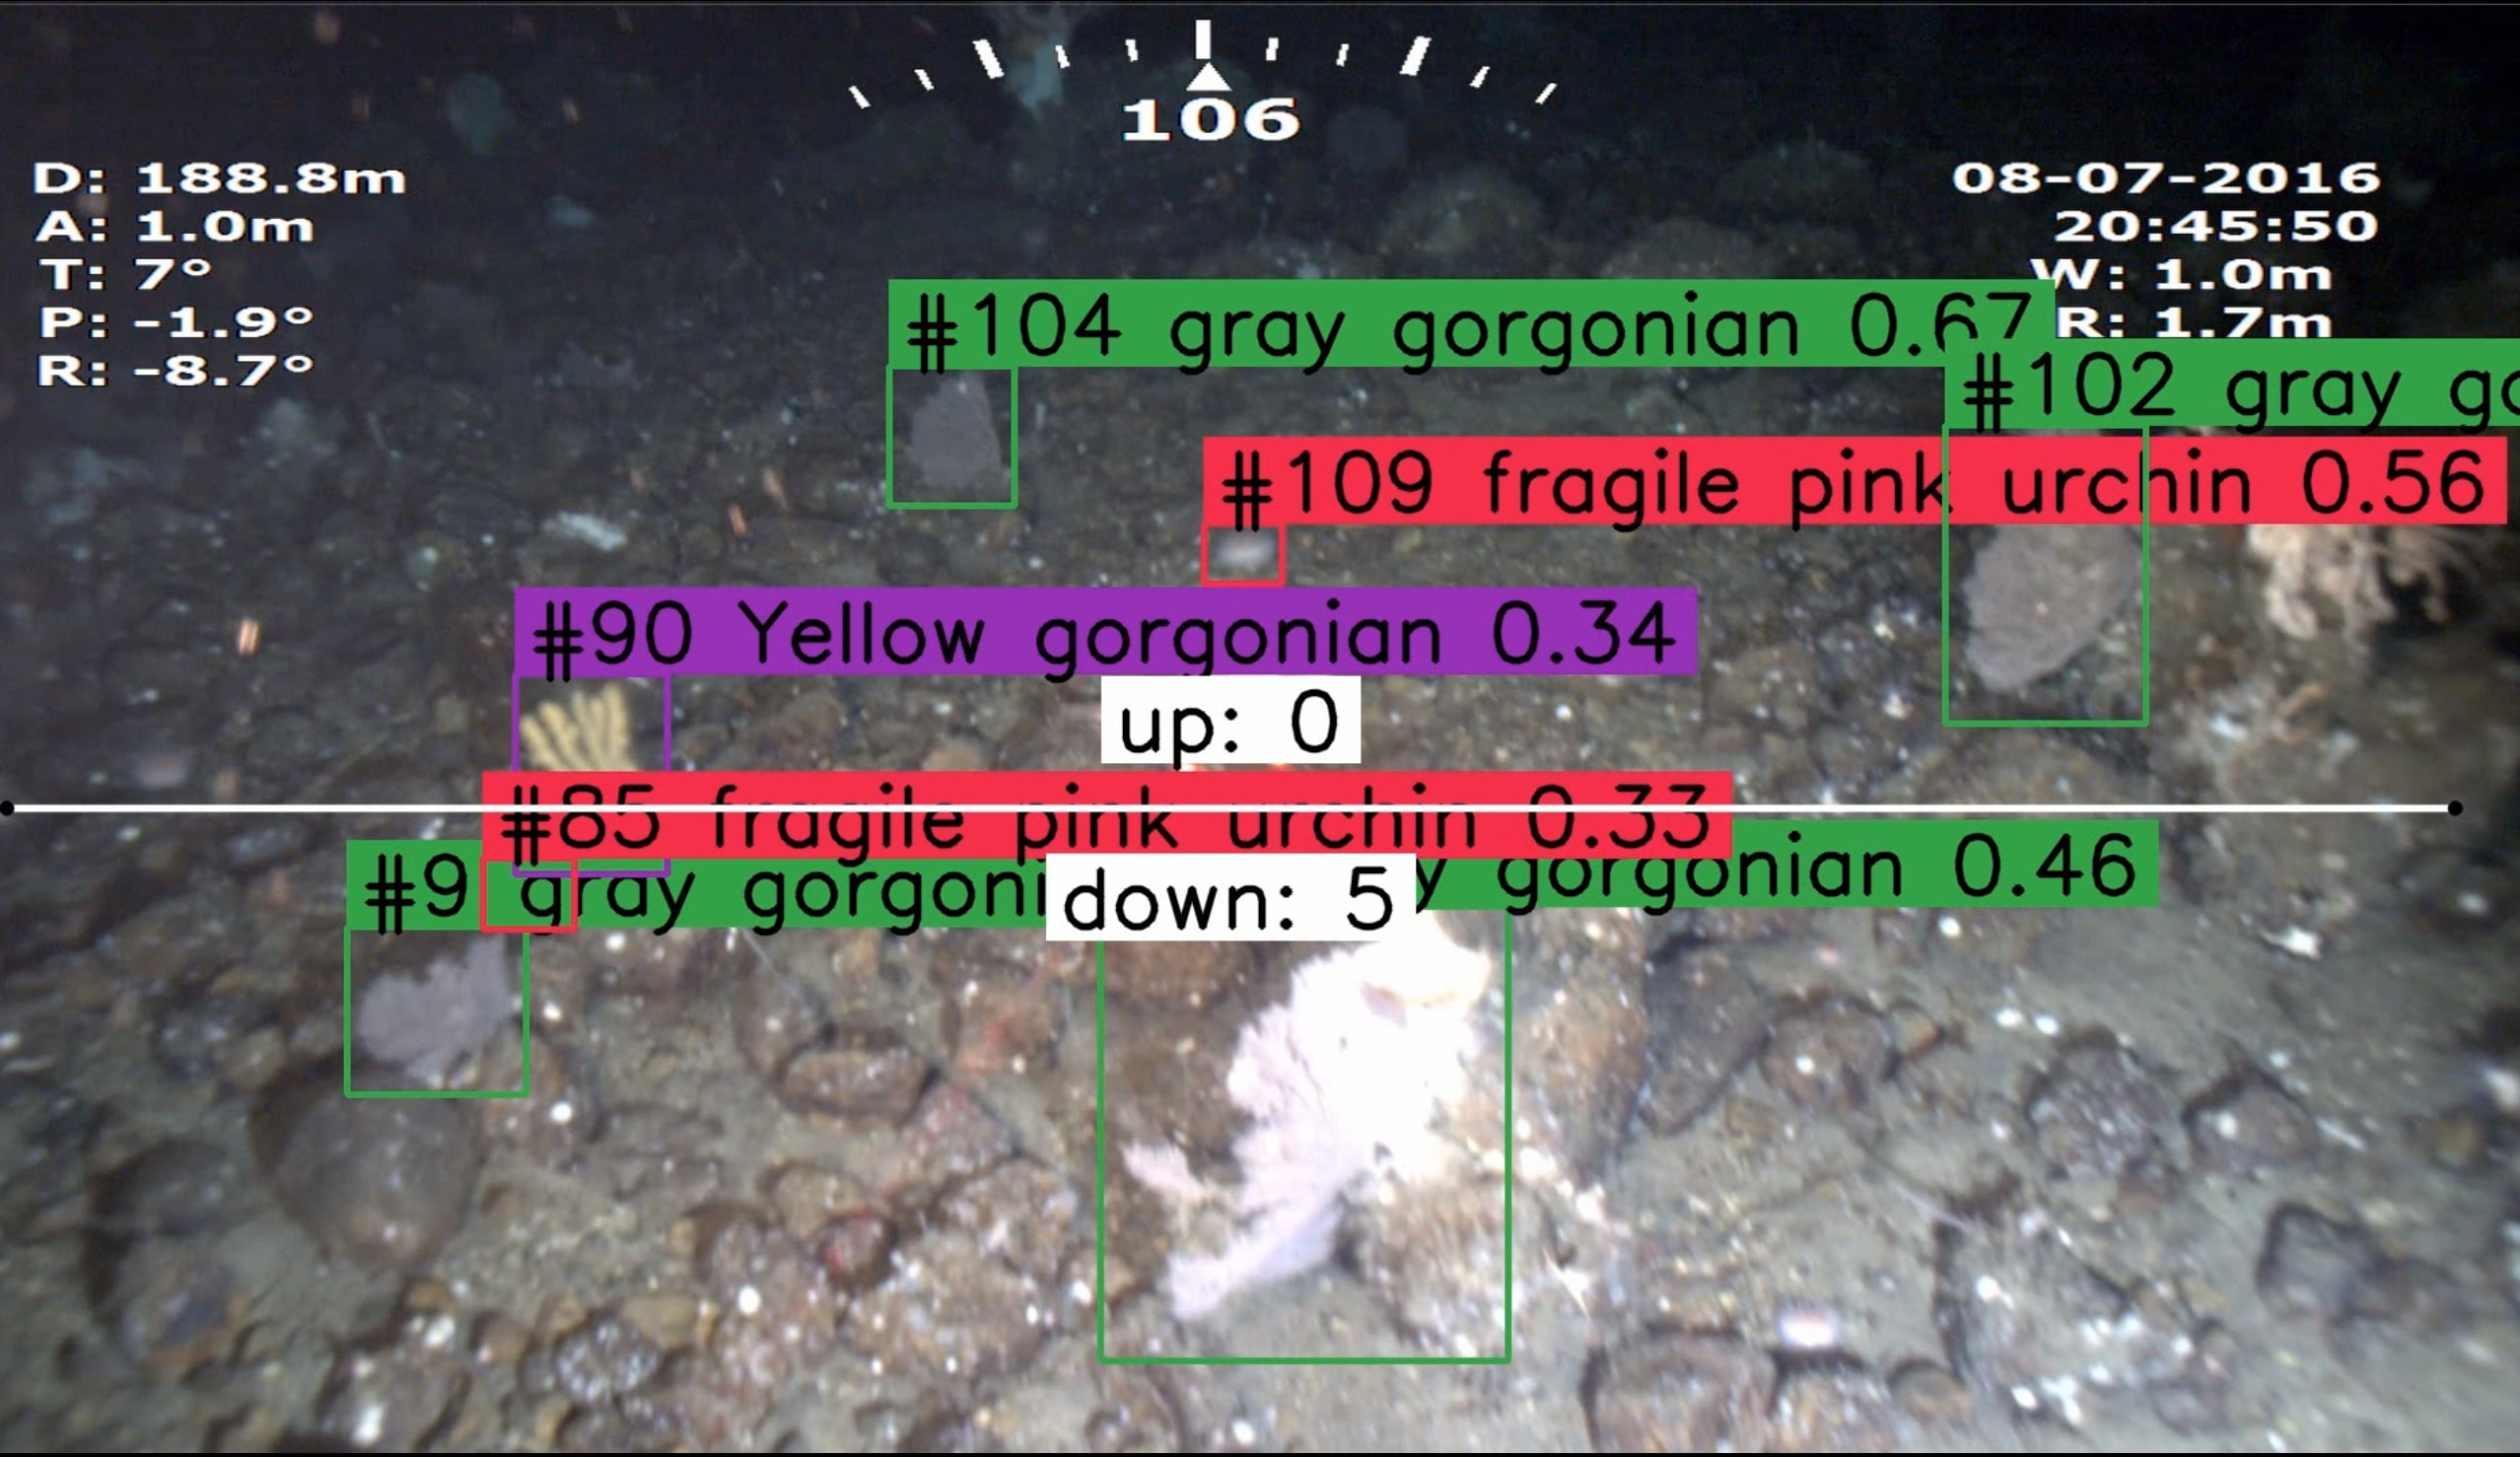 106
D: 188.8m
A: 1.0m
T: 7°
P: -1.9°
R: -8.7°
08-07-2016
20:45:50
W: 1.0m
R: 1.7m
#104 gray gorgonian 0.67
#102 gray
#109 fragile pink urchin 0.56
#90 Yellow gorgonian 0.34
up: 0
#85 fragile pink urchin 0.33
gorgonian 0.46
#9 gray
down: 5